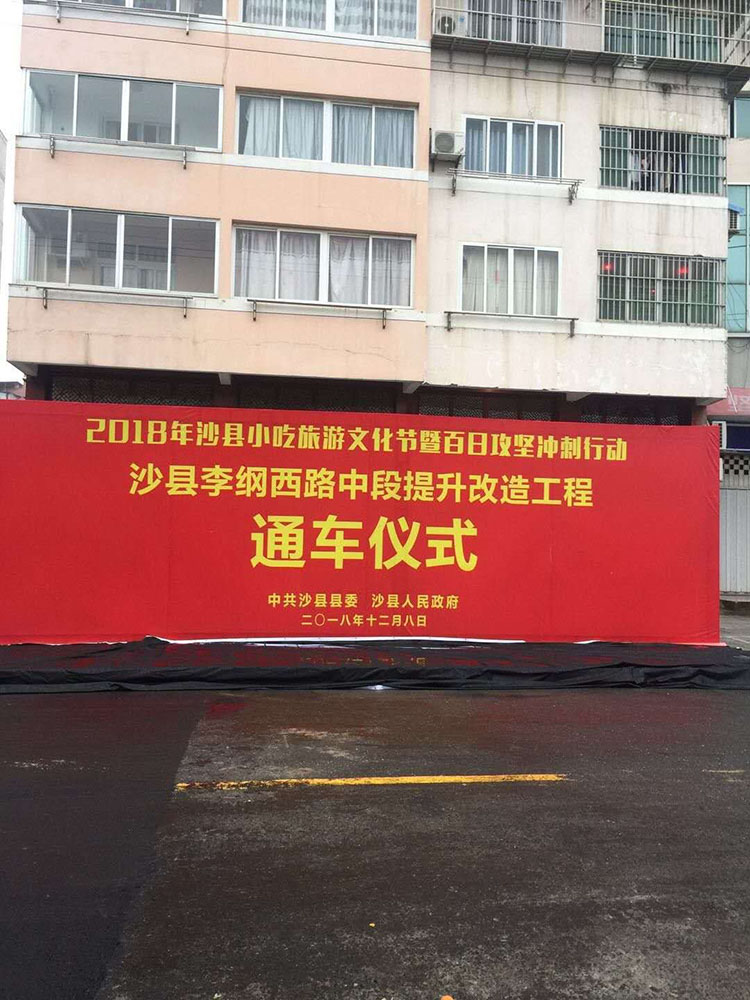 2018年沙县小吃旅游文化节暨百日攻坚冲刺行动
沙县李纲西路中段提升改造工程
通车仪式
中共沙县县委 沙县人民政府
二〇一八年十二月八日